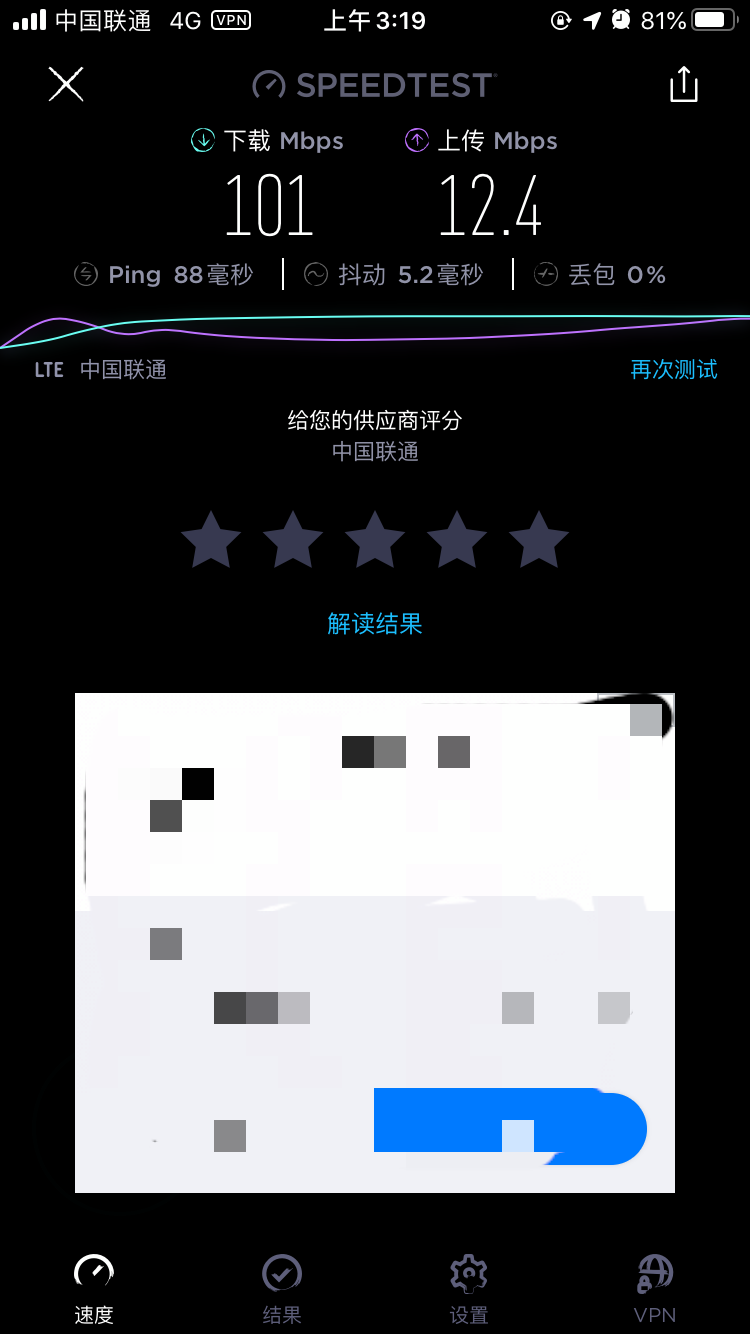 中国联通 4G VPN 上午3:19 81%
SPEEDTEST
下载 Mbps 上传 Mbps
101 12.4
Ping 88毫秒 抖动 5.2毫秒 丢包 0%
LTE 中国联通 再次测试
给您的供应商评分
中国联通
解读结果
速度 结果 设置 VPN